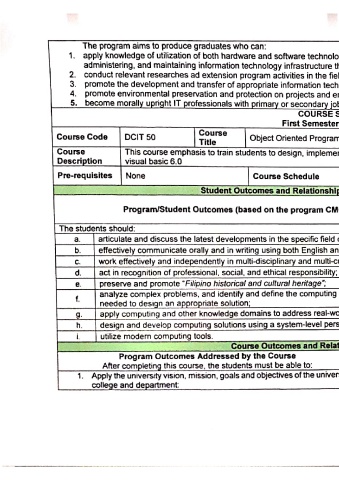 The program aims to produce graduates who can:
1. apply knowledge of utilization of both hardware and software technolo
administering, and maintaining information technology infrastructure t
2. conduct relevant researches ad extension program activities in the fiel
3. promote the development and transfer of appropriate information tech
4. promote environmental preservation and protection on projects and en
5. become morally upright IT professionals with primary or secondary jol
COURSE S
First Semester
Course Code DCIT 50 Course Title Object Oriented Program
Course Description This course emphasis to train students to design, implemen
visual basic 6.0
Pre-requisites None Course Schedule
Student Outcomes and Relationship
Program/Student Outcomes (based on the program CM
The students should:
a. articulate and discuss the latest developments in the specific field o
b. effectively communicate orally and in writing using both English an
c. work effectively and independently in multi-disciplinary and multi-c
d. act in recognition of professional, social, and ethical responsibility;
e. preserve and promote "Filipino historical and cultural heritage";
f. analyze complex problems, and identify and define the computing
needed to design an appropriate solution;
g. apply computing and other knowledge domains to address real-wo
h. design and develop computing solutions using a system-level pers
i. utilize modern computing tools.
Course Outcomes and Relat
Program Outcomes Addressed by the Course
After completing this course, the students must be able to:
1. Apply the university vision, mission, goals and objectives of the univer
college and department: